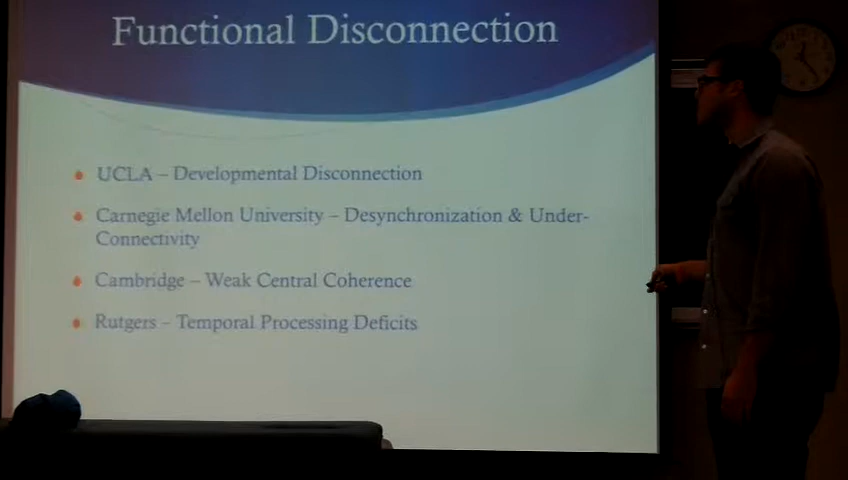 Functional Disconnection
UCLA – Developmental Disconnection
Carnegie Mellon University – Desynchronization & Under-
Connectivity
Cambridge – Weak Central Coherence
Rutgers – Temporal Processing Deficits